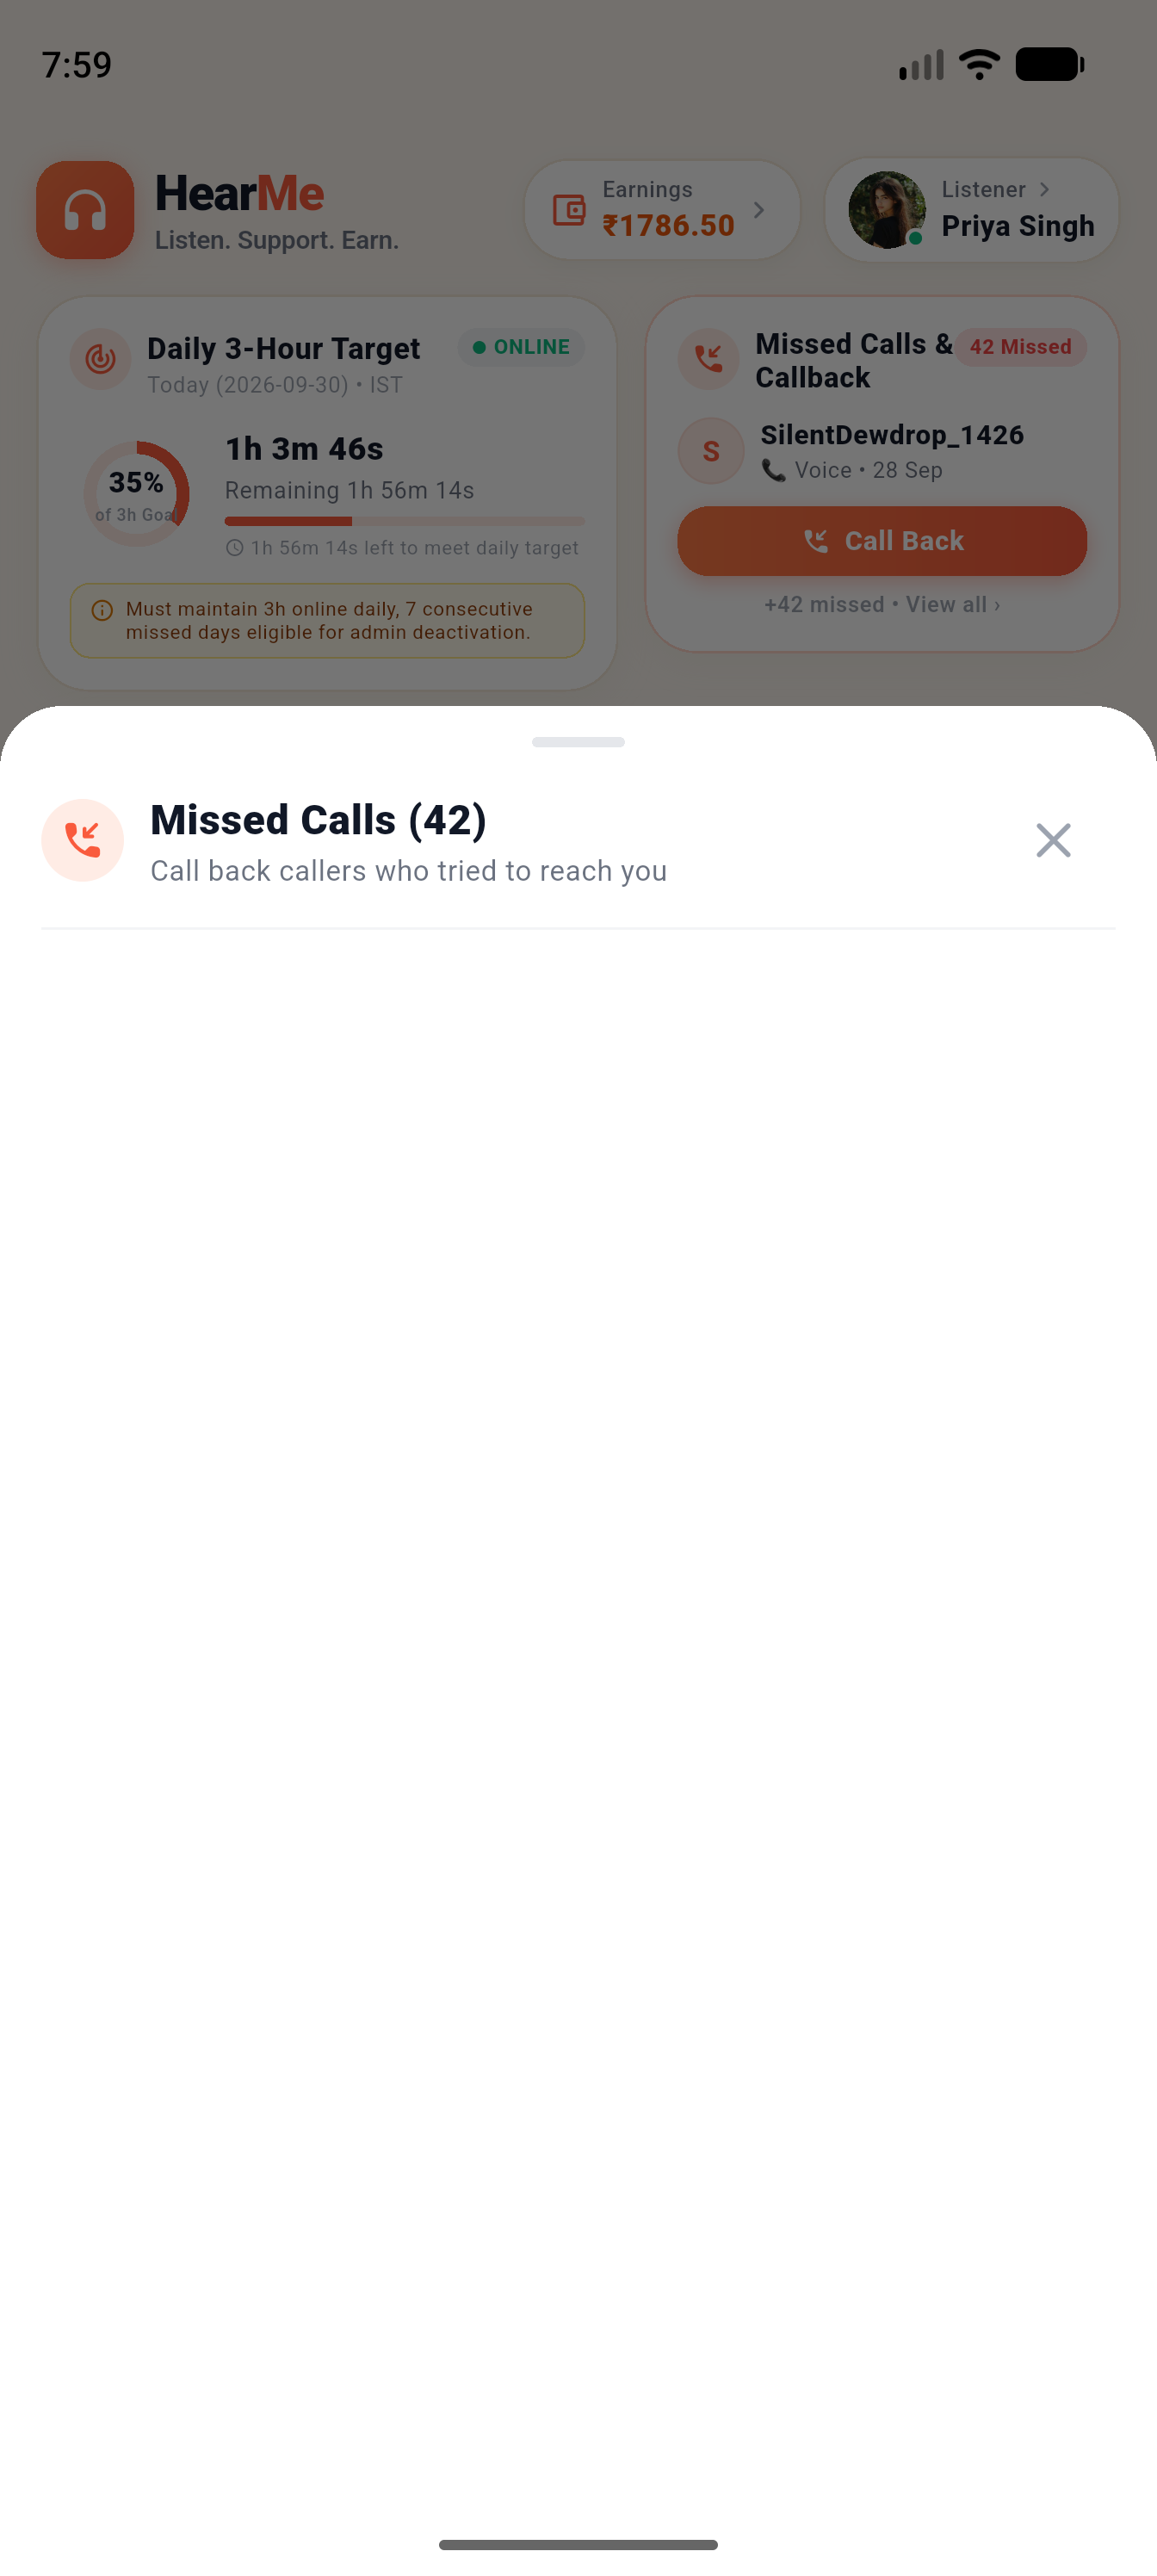 7:59
HearMe
Listen. Support. Earn.
Earnings
₹1786.50
Listener
Priya Singh
Daily 3-Hour Target
ONLINE
Today (2026-09-30) • IST
35%
of 3h Goal
1h 3m 46s
Remaining 1h 56m 14s
1h 56m 14s left to meet daily target
Must maintain 3h online daily, 7 consecutive
missed days eligible for admin deactivation.
Missed Calls &
Callback
42 Missed
S
SilentDewdrop_1426
Voice • 28 Sep
Call Back
+42 missed • View all ›
Missed Calls (42)
Call back callers who tried to reach you